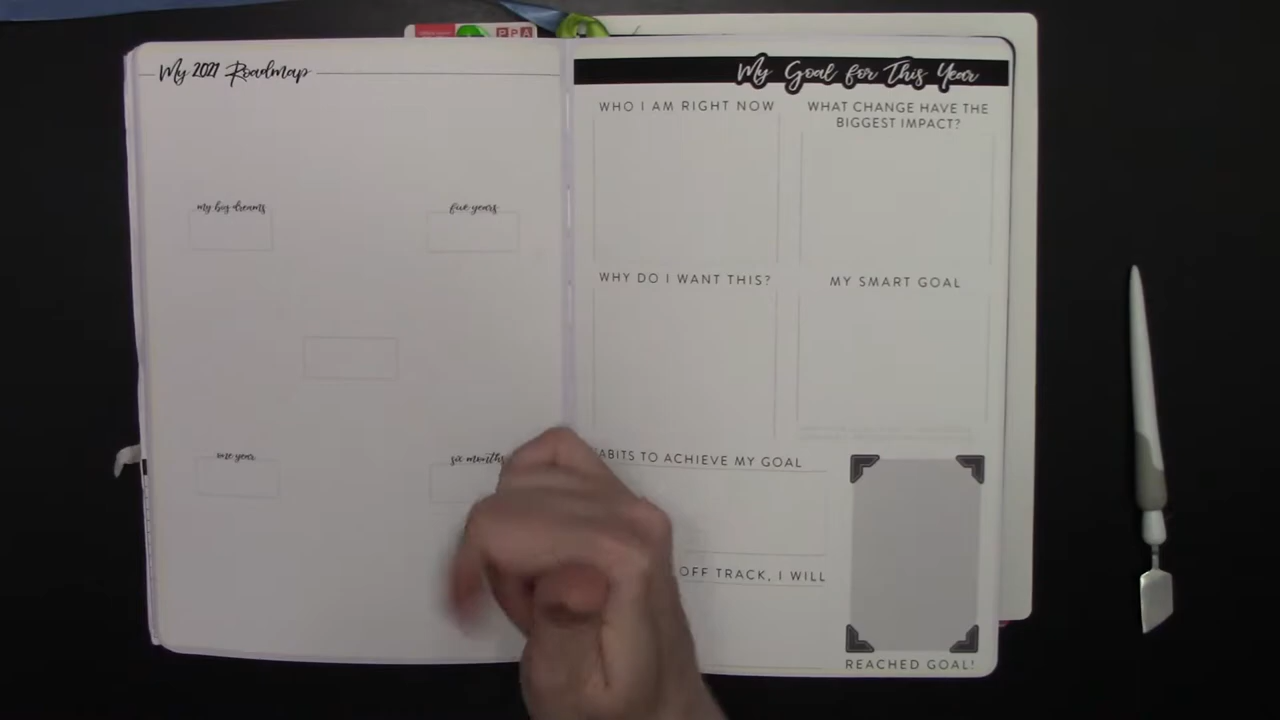 PPA
My 2021 Roadmap
my big dreams
five years
one year
six months
My Goal for This Year
WHO I AM RIGHT NOW
WHAT CHANGE HAVE THE
BIGGEST IMPACT?
WHY DO I WANT THIS?
MY SMART GOAL
ABITS TO ACHIEVE MY GOAL
OFF TRACK, I WILL
REACHED GOAL!